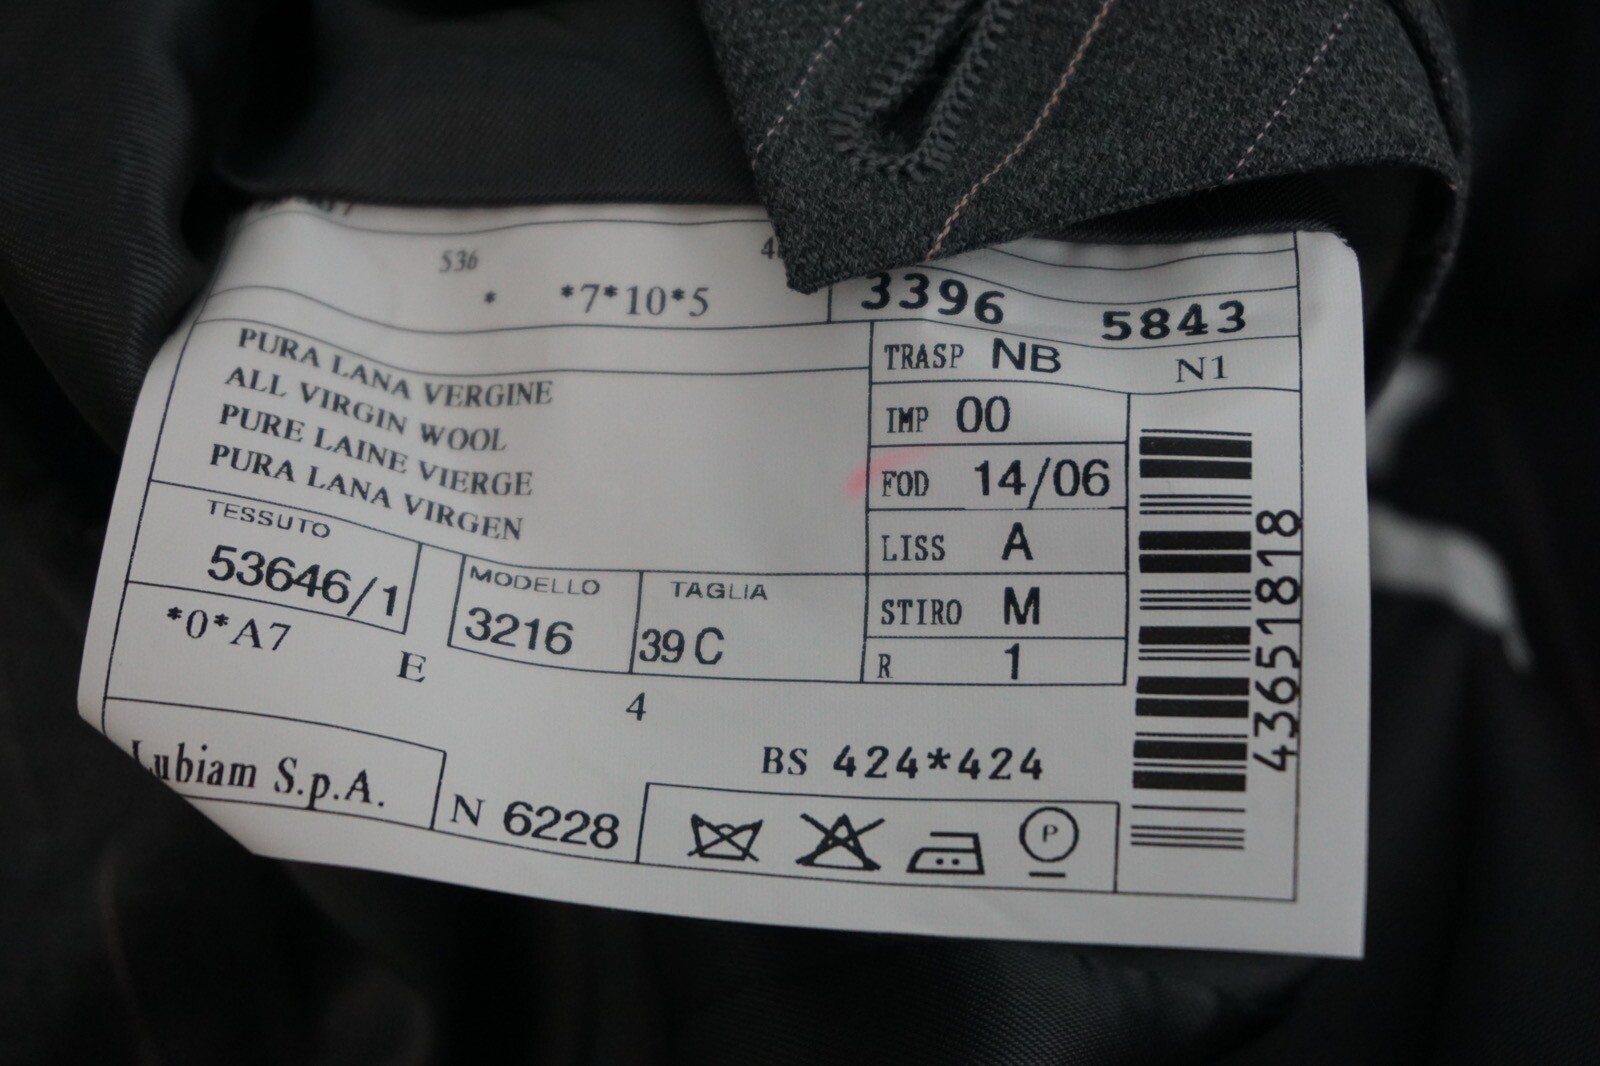 536
* *7*10*5
3396 5843
PURA LANA VERGINE
ALL VIRGIN WOOL
PURE LAINE VIERGE
PURA LANA VIRGEN
TRASP NB N1
IMP 00
FOD 14/06
LISS A
STIRO M
R 1
TESSUTO
53646/1
MODELLO
3216
TAGLIA
39 C
*0*A7
E
4
BS 424*424
Lubiam S.p.A.
N 6228
P
4365181818